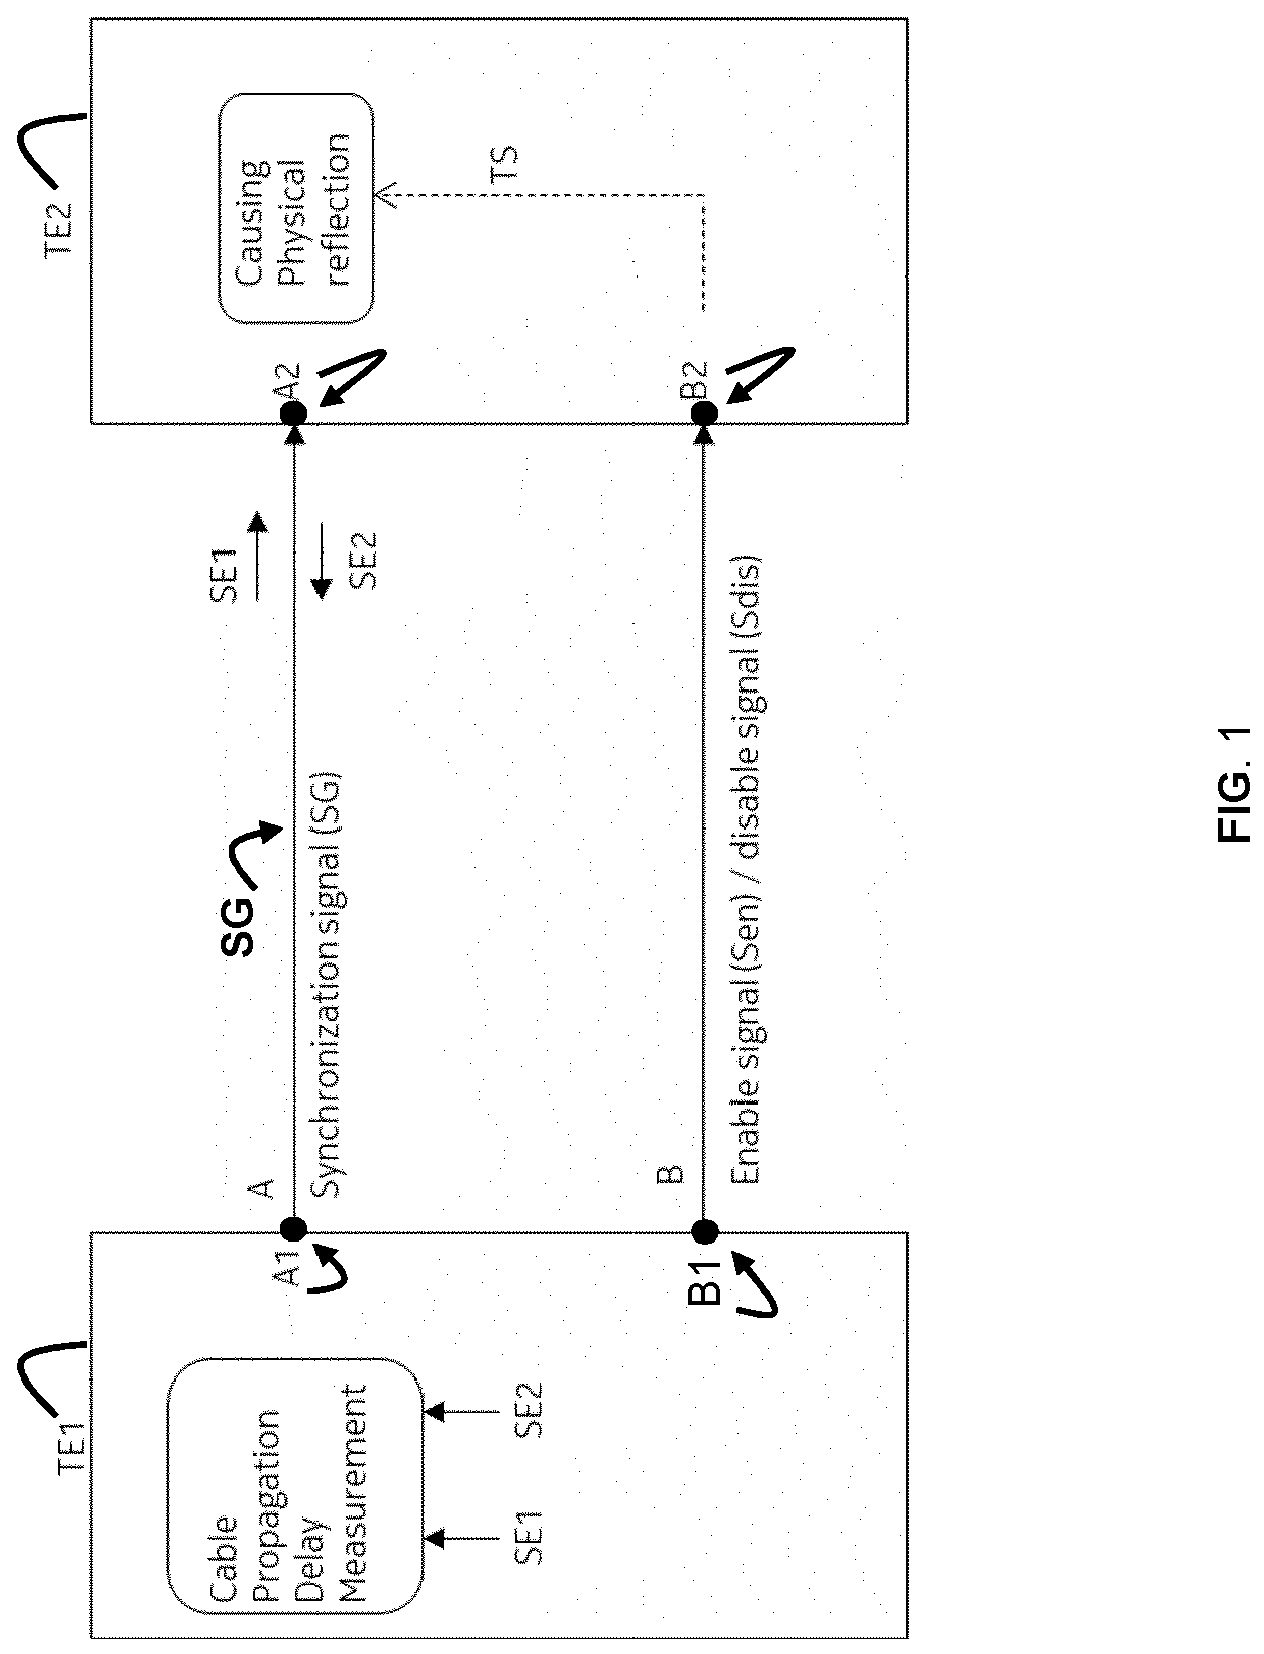 TE1
Cable
Propagation
Delay
Measurement
SE1
SE2
A1
B1
A
SG
Synchronization signal (SG)
SE1
SE2
B
Enable signal (Sen) / disable signal (Sdis)
TE2
A2
Causing
Physical
reflection
TS
B2
FIG. 1